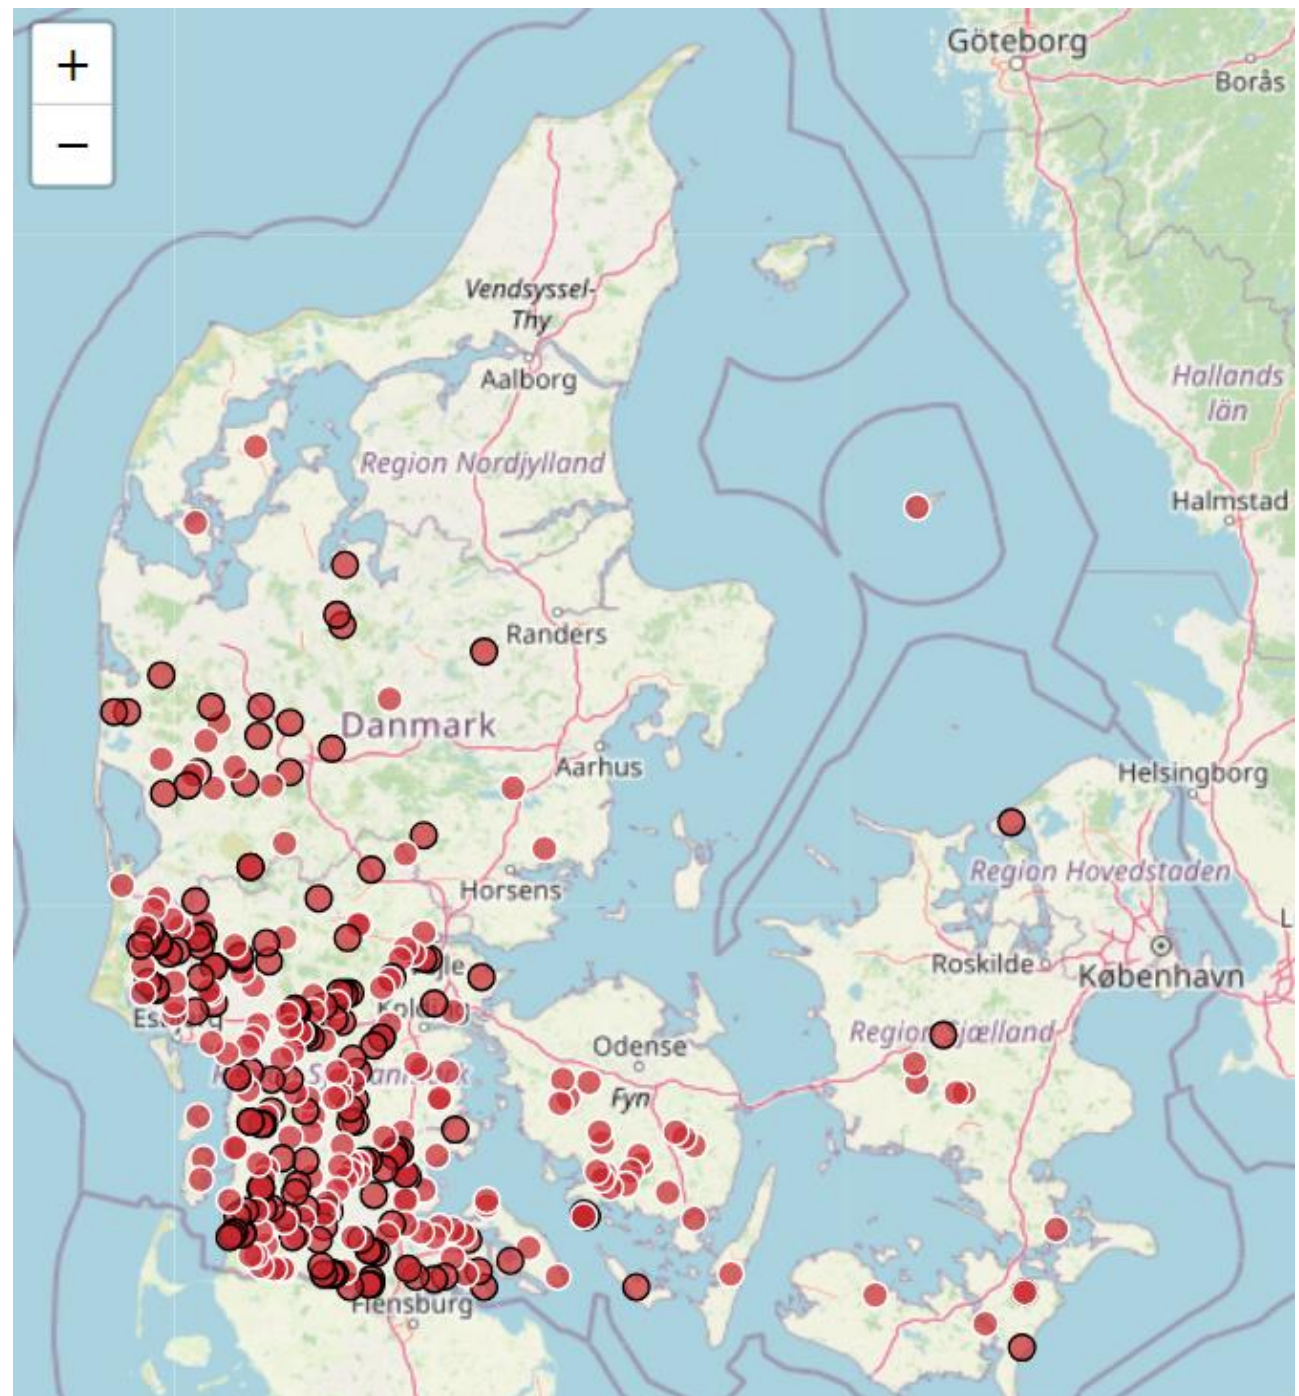 +
−
Göteborg
Borås
Vendsyssel-
Thy
Aalborg
Hallands
län
Region Nordjylland
Halmstad
Randers
Danmark
Aarhus
Helsingborg
Region Hovedstaden
Horsens
L
Roskilde
København
Kolding
Odense
Fyn
Flensburg